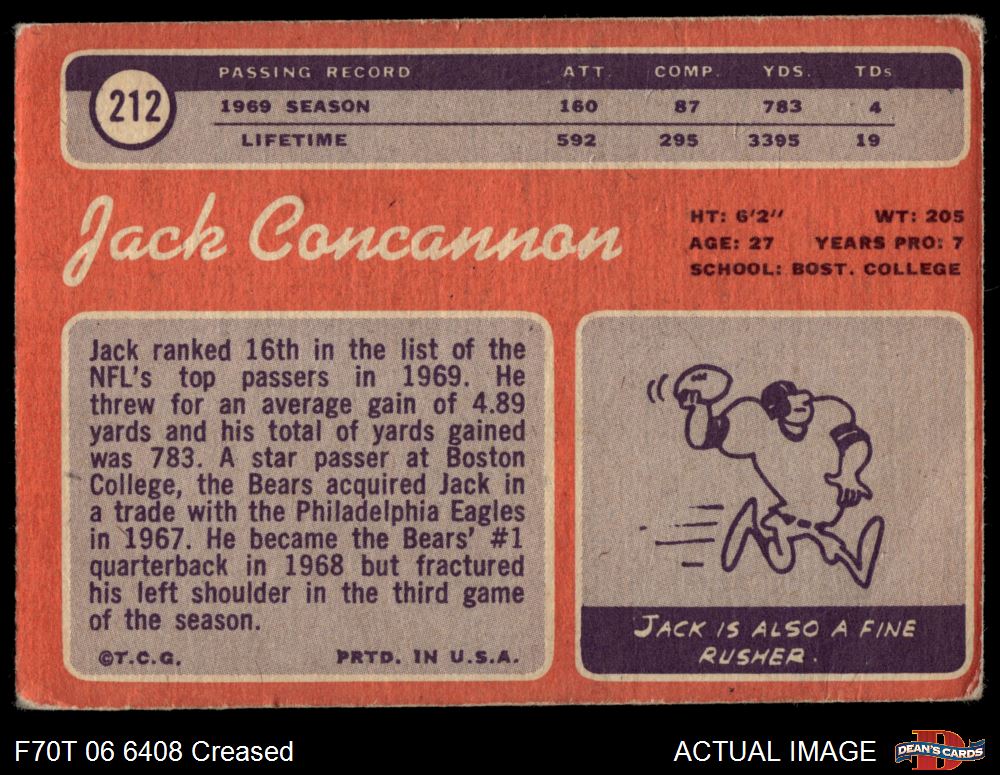 212
PASSING RECORD ATT. COMP. YDS. TDs
1969 SEASON 160 87 783 4
LIFETIME 592 295 3395 19
Jack Concannon
HT: 6'2" WT: 205
AGE: 27 YEARS PRO: 7
SCHOOL: BOST. COLLEGE
Jack ranked 16th in the list of the
NFL's top passers in 1969. He
threw for an average gain of 4.89
yards and his total of yards gained
was 783. A star passer at Boston
College, the Bears acquired Jack in
a trade with the Philadelphia Eagles
in 1967. He became the Bears' #1
quarterback in 1968 but fractured
his left shoulder in the third game
of the season.
©T.C.G. PRTD. IN U.S.A.
JACK IS ALSO A FINE
RUSHER.
F70T 06 6408 Creased
ACTUAL IMAGE
D
DEAN'S CARDS